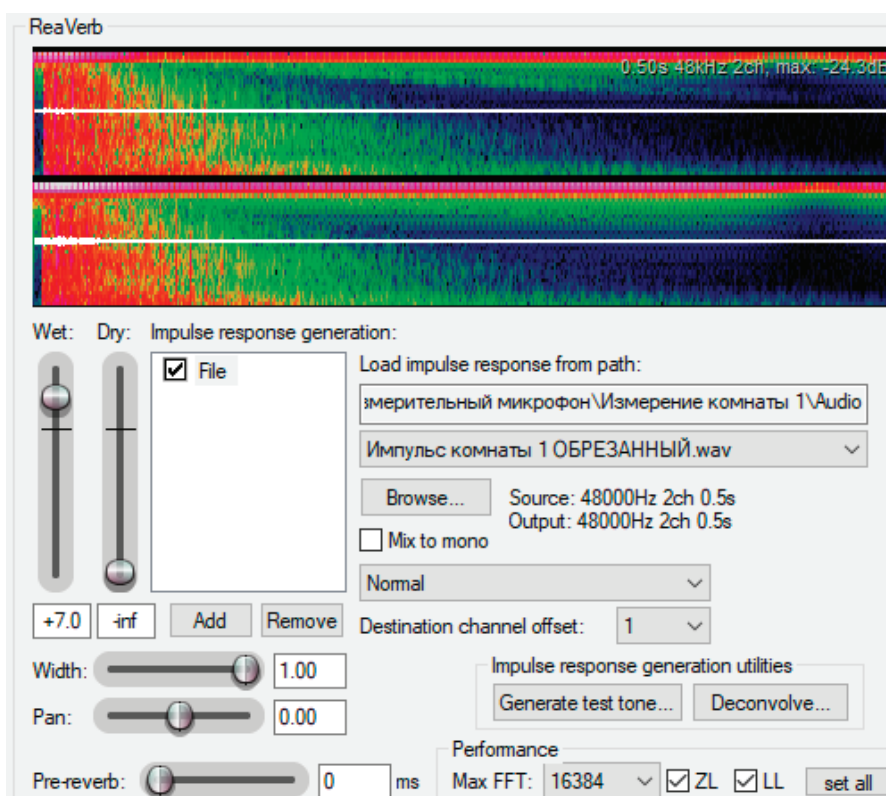 ReaVerb
0.50s 48kHz 2ch, max: -24.3dB
Wet: Dry: Impulse response generation:
File
Load impulse response from path:
змерительный микрофон\Измерение комнаты 1\Audio
Импульс комнаты 1 ОБРЕЗАННЫЙ.wav
Browse... Source: 48000Hz 2ch 0.5s
Output: 48000Hz 2ch 0.5s
Mix to mono
Normal
+7.0 -inf Add Remove Destination channel offset: 1
Width: 1.00 Impulse response generation utilities
Generate test tone... Deconvolve...
Pan: 0.00
Performance
Pre-reverb: 0 ms Max FFT: 16384 ZL LL set all